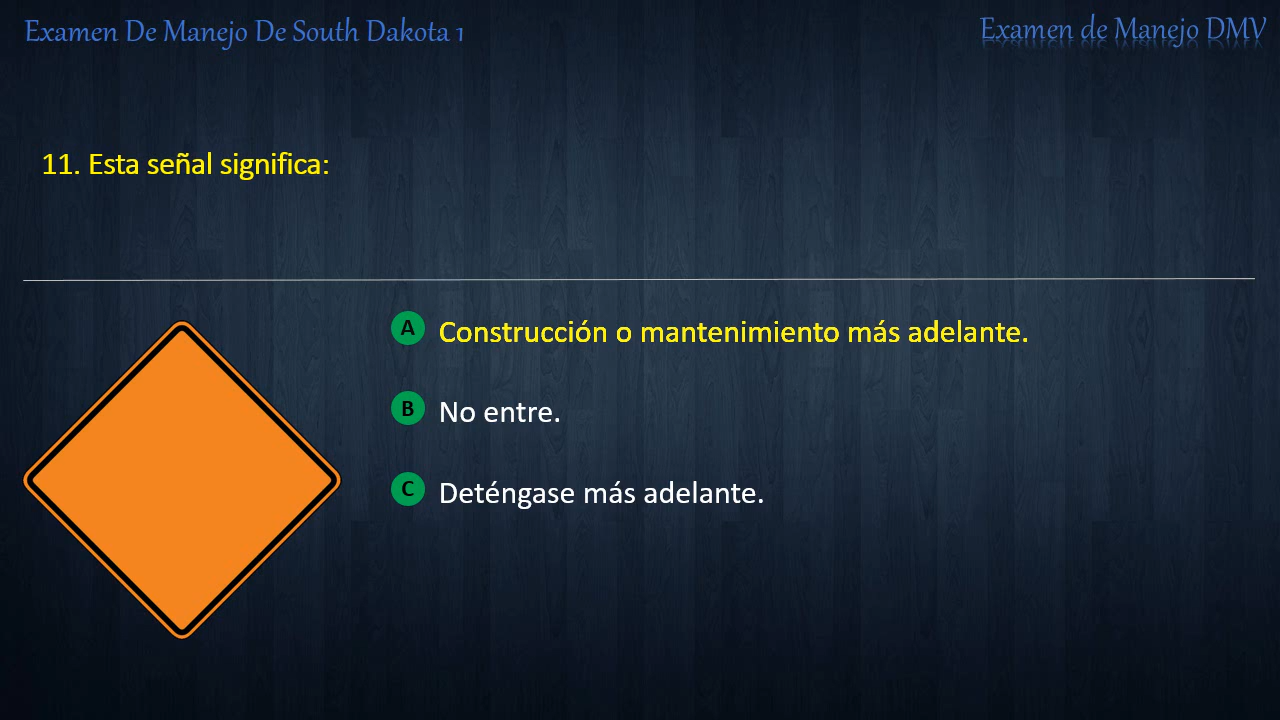 Examen De Manejo De South Dakota 1
Examen de Manejo DMV
11. Esta señal significa:
A Construcción o mantenimiento más adelante.
B No entre.
C Deténgase más adelante.